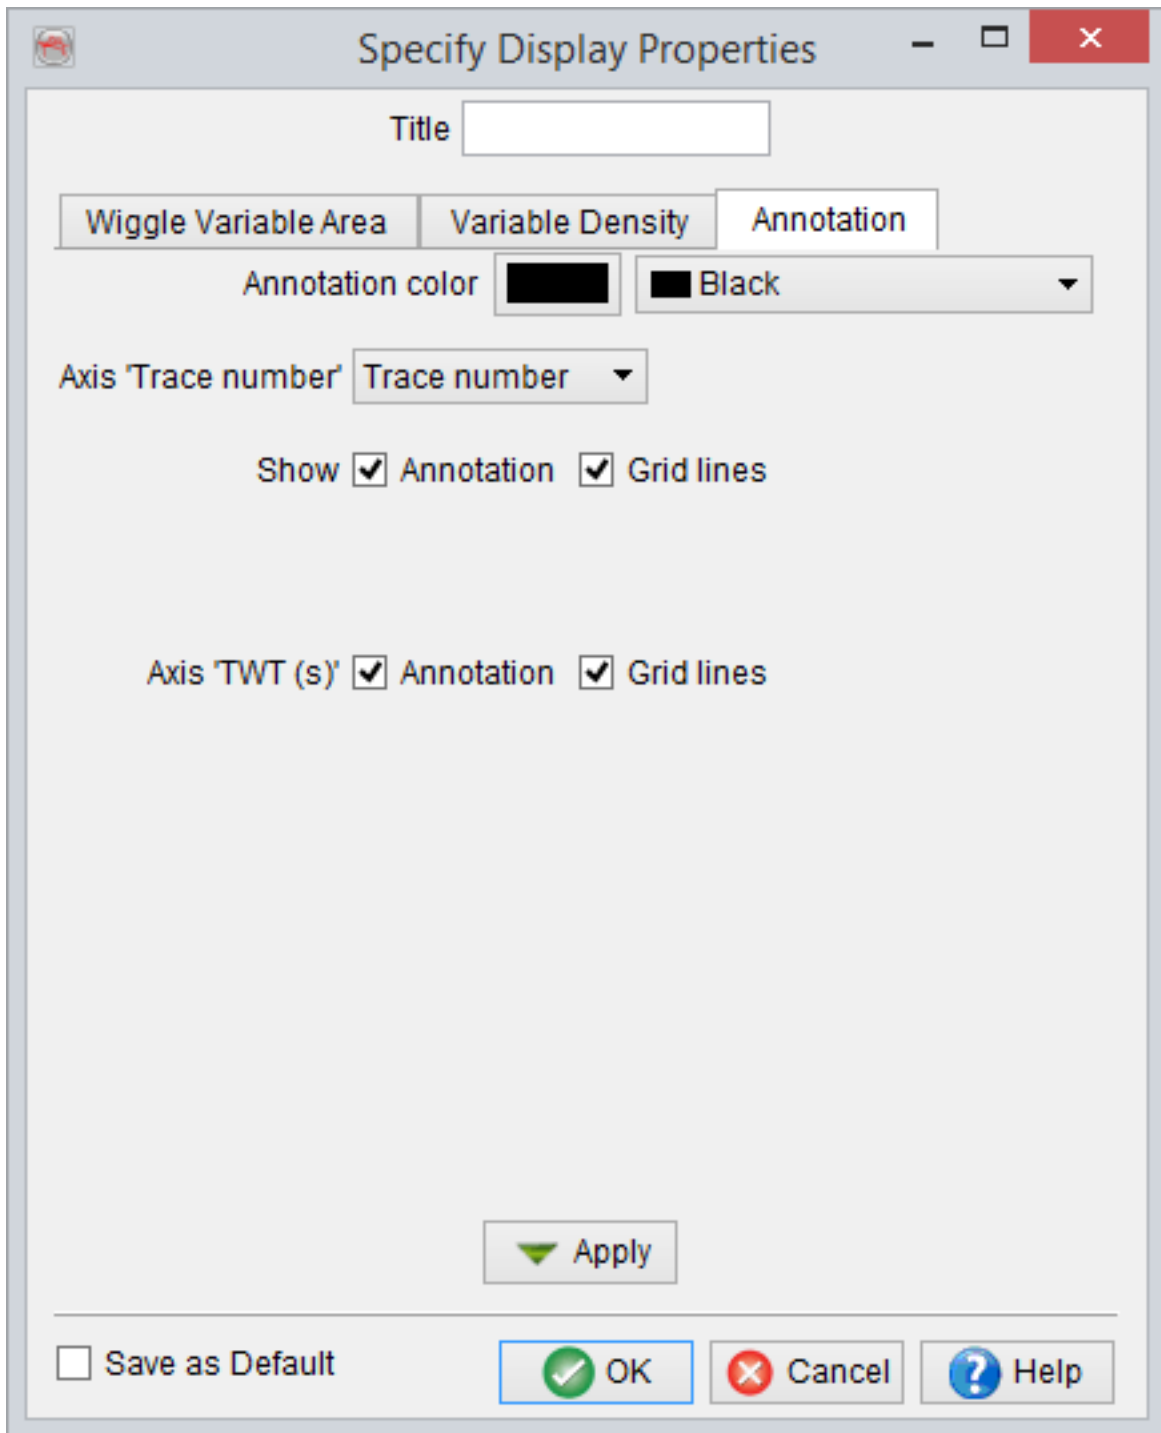 Specify Display Properties
Title
Wiggle Variable Area Variable Density Annotation
Annotation color Black
Axis 'Trace number' Trace number
Show Annotation Grid lines
Axis 'TWT (s)' Annotation Grid lines
Apply
Save as Default OK Cancel Help